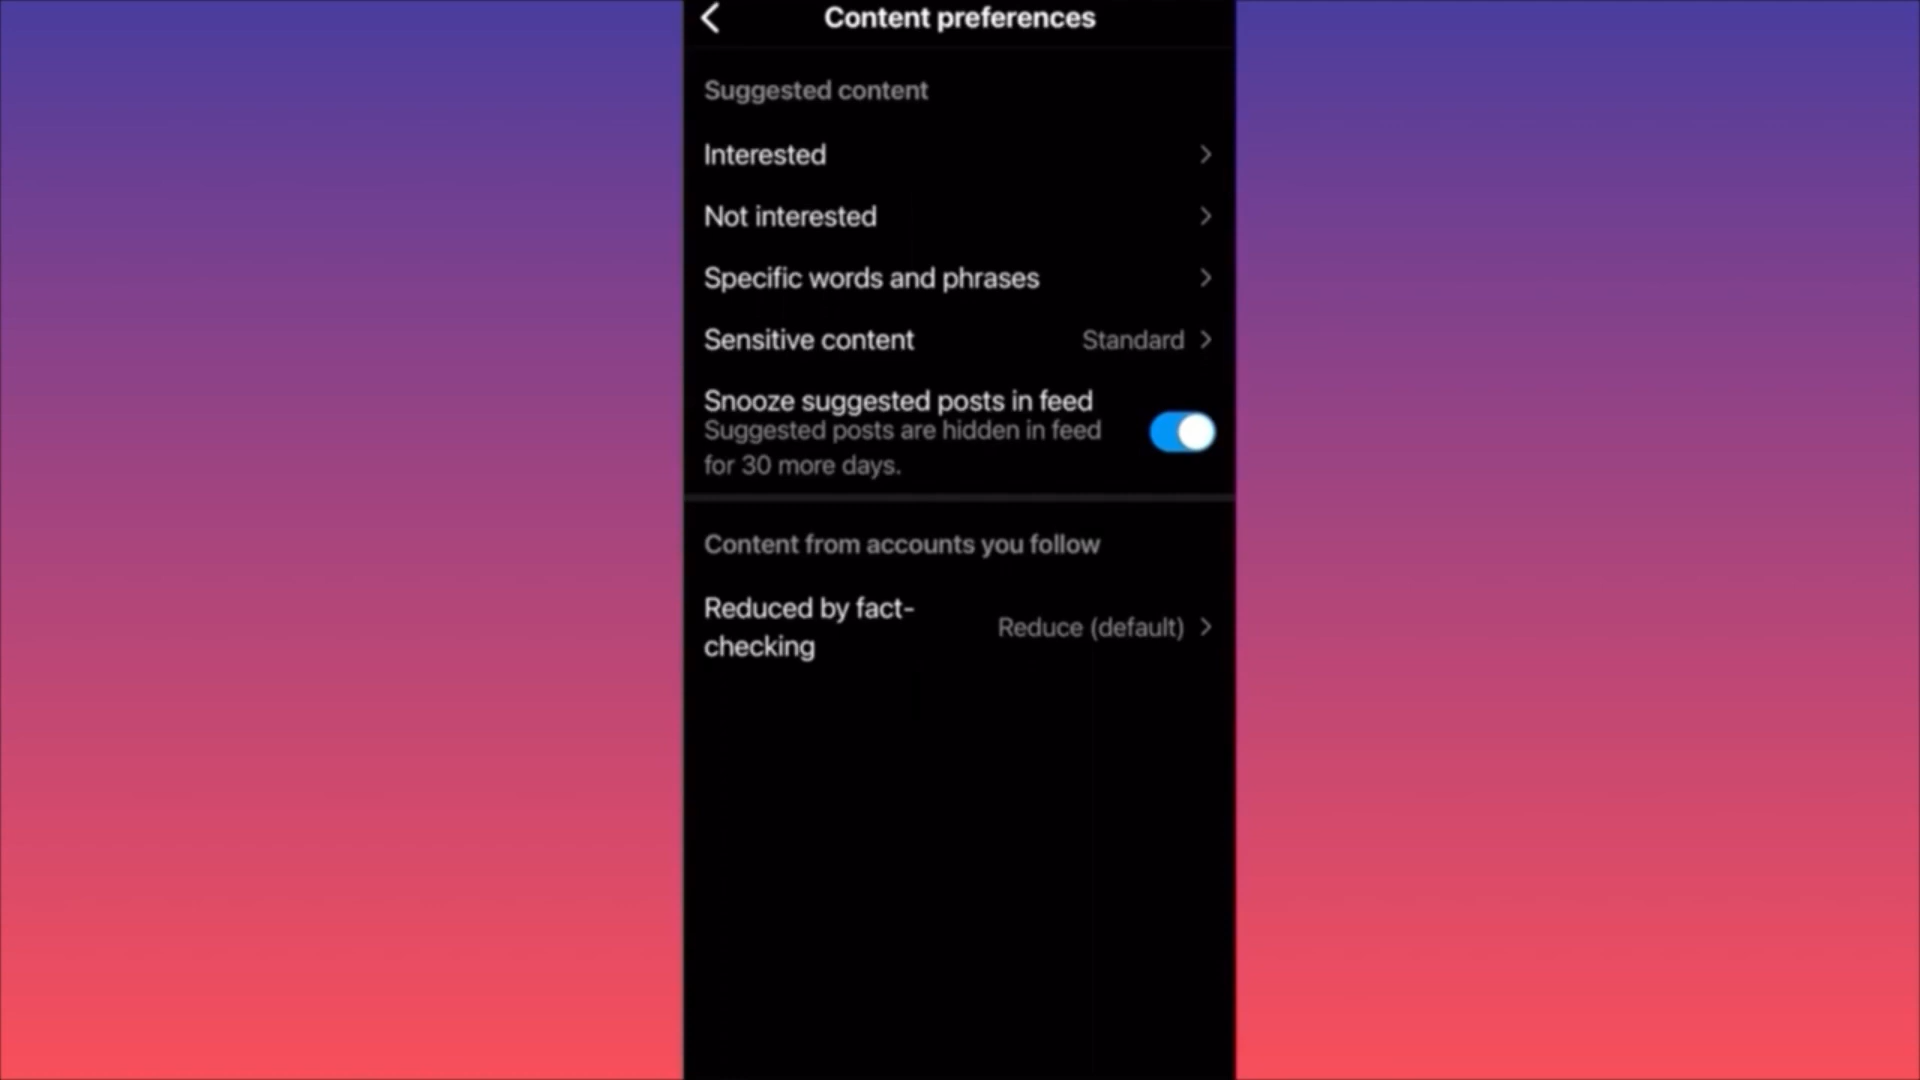 Content preferences
Suggested content
Interested
Not interested
Specific words and phrases
Sensitive content Standard
Snooze suggested posts in feed
Suggested posts are hidden in feed
for 30 more days.
Content from accounts you follow
Reduced by fact-
checking
Reduce (default)